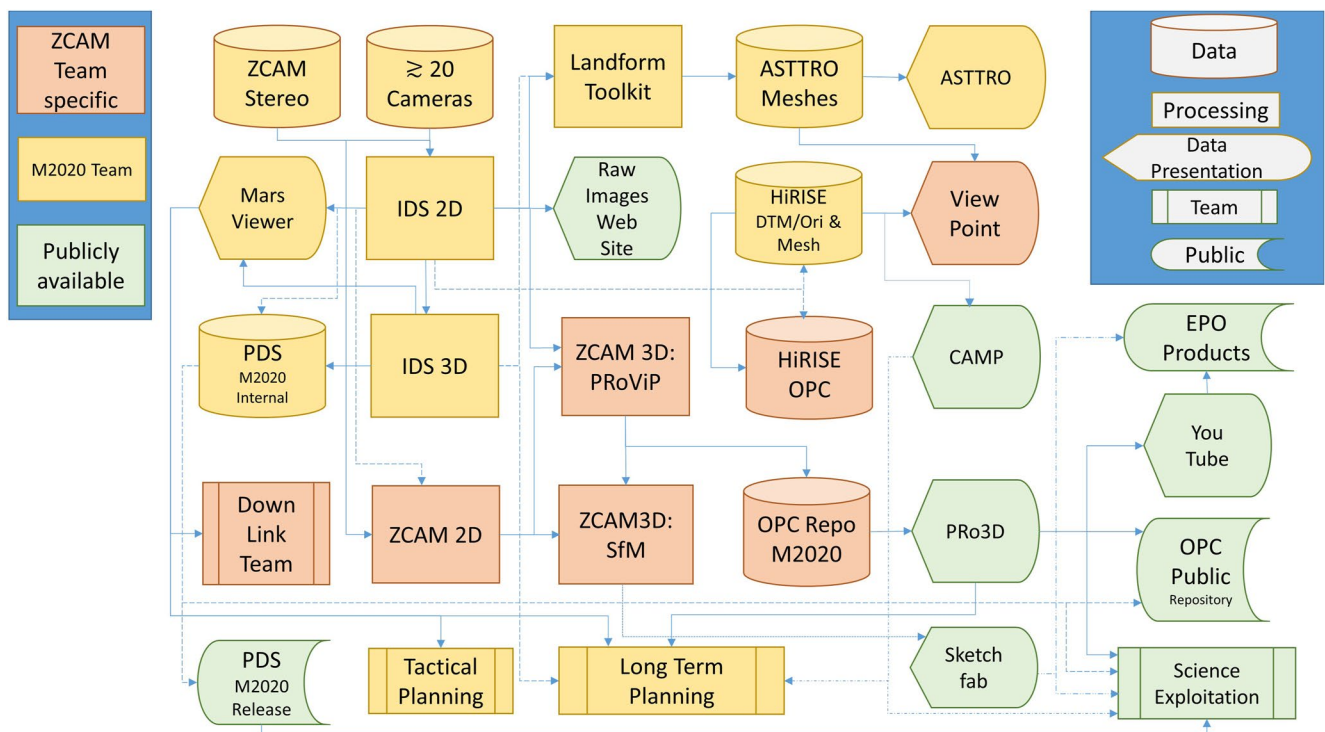 ZCAM
Team
specific
M2020 Team
Publicly
available
ZCAM
Stereo
≳ 20
Cameras
Landform
Toolkit
ASTTRO
Meshes
ASTTRO
Data
Processing
Data
Presentation
Team
Public
Mars
Viewer
IDS 2D
Raw
Images
Web
Site
HiRISE
DTM/Ori &
Mesh
View
Point
PDS
M2020
Internal
IDS 3D
ZCAM 3D:
PRoViP
HiRISE
OPC
CAMP
EPO
Products
You
Tube
Down
Link
Team
ZCAM 2D
ZCAM3D:
SfM
OPC Repo
M2020
PRo3D
OPC
Public
Repository
PDS
M2020
Release
Tactical
Planning
Long Term
Planning
Sketch
fab
Science
Exploitation